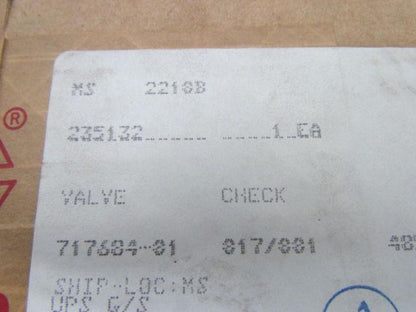 MS 2210B
235132 1 EA
VALVE CHECK
717684-01 017/001
SHIP-LOC:MS
UPS G/S